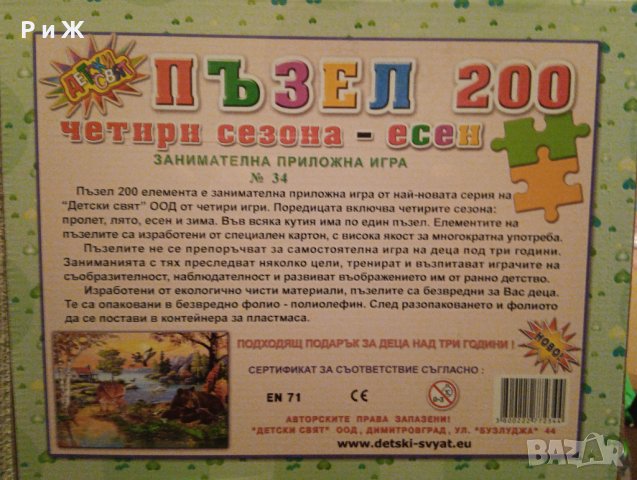 РиЖ
ДЕТСКИ
СВЯТ
ПЪЗЕЛ 200
четири сезона - есен
ЗАНИМАТЕЛНА ПРИЛОЖНА ИГРА
№ 34
Пъзел 200 елемента е занимателна приложна игра от най-новата серия на
"Детски свят" ООД от четири игри. Поредицата включва четирите сезона:
пролет, лято, есен и зима. Във всяка кутия има по един пъзел. Елементите на
пъзелите са изработени от специален картон, с висока якост за многократна употреба.
Пъзелите не се препоръчват за самостоятелна игра на деца под три години.
Заниманията с тях преследват няколко цели, тренират и възпитават играчите на
съобразителност, наблюдателност и развиват въображението им от ранно детство.
Изработени от екологично чисти материали, пъзелите са безвредни за Вас деца.
Те са опаковани в безвредно фолио - полиолефин. След разопаковането и фолиото
да се постави в контейнера за пластмаса.
ПОДХОДЯЩ ПОДАРЪК ЗА ДЕЦА НАД ТРИ ГОДИНИ !
НОВО!
СЕРТИФИКАТ ЗА СЪОТВЕТСТВИЕ СЪГЛАСНО :
EN 71 CE 0-3
АВТОРСКИТЕ ПРАВА ЗАПАЗЕНИ!
"ДЕТСКИ СВЯТ" ООД, ДИМИТРОВГРАД, УЛ. "БУЗЛУДЖА" 44
www.detski-svyat.eu
BAZAR